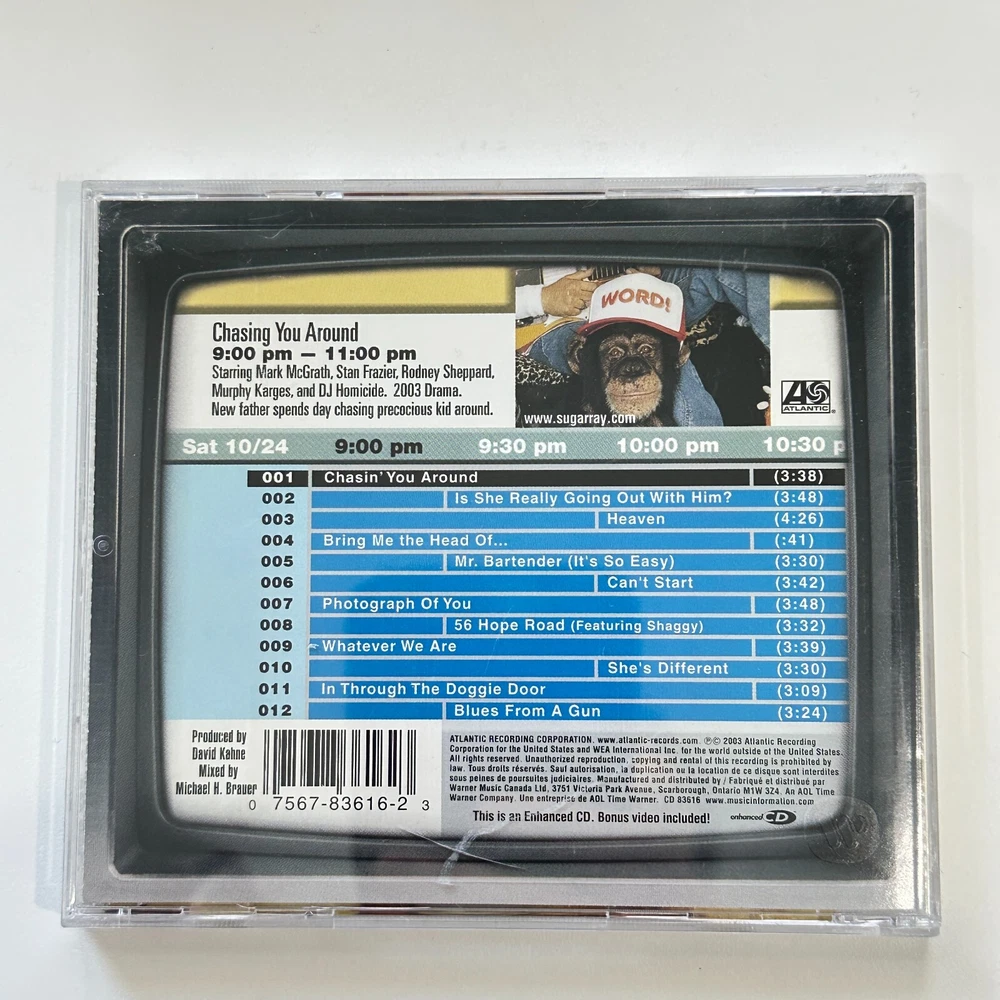 WORD!
Chasing You Around
9:00 pm — 11:00 pm
Starring Mark McGrath, Stan Frazier, Rodney Sheppard,
Murphy Karges, and DJ Homicide. 2003 Drama.
New father spends day chasing precocious kid around.
www.sugarray.com
ATLANTIC®
Sat 10/24 9:00 pm 9:30 pm 10:00 pm 10:30 p
001 Chasin' You Around (3:38)
002 Is She Really Going Out With Him? (3:48)
003 Heaven (4:26)
004 Bring Me the Head Of... (:41)
005 Mr. Bartender (It's So Easy) (3:30)
006 Can't Start (3:42)
007 Photograph Of You (3:48)
008 56 Hope Road (Featuring Shaggy) (3:32)
009 Whatever We Are (3:39)
010 She's Different (3:30)
011 In Through The Doggie Door (3:09)
012 Blues From A Gun (3:24)
Produced by
David Kahne
Mixed by
Michael H. Brauer
0 7567-83616-2 3
ATLANTIC RECORDING CORPORATION. www.atlantic-records.com. ℗© 2003 Atlantic Recording
Corporation for the United States and WEA International Inc. for the world outside of the United States.
All rights reserved. Unauthorized reproduction, copying and rental of this recording is prohibited by
law. Tous droits réservés. Sauf autorisation, la duplication ou la location de ce disque sont interdites
sous peines de poursuites judiciaires. Manufactured and distributed by / Fabriqué et distribué par
Warner Music Canada Ltd, 3751 Victoria Park Avenue, Scarborough, Ontario M1W 3Z4. An AOL Time
Warner Company. Une entreprise de AOL Time Warner. CD 83616 www.musicinformation.com
This is an Enhanced CD. Bonus video included!
enhanced CD